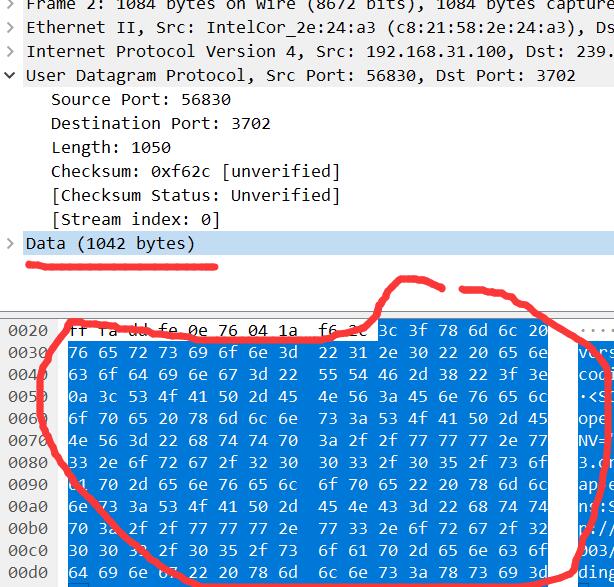 Frame 2: 1084 bytes on wire (8672 bits), 1084 bytes capture
Ethernet II, Src: IntelCor_2e:24:a3 (c8:21:58:2e:24:a3), Ds
Internet Protocol Version 4, Src: 192.168.31.100, Dst: 239.
User Datagram Protocol, Src Port: 56830, Dst Port: 3702
Source Port: 56830
Destination Port: 3702
Length: 1050
Checksum: 0xf62c [unverified]
[Checksum Status: Unverified]
[Stream index: 0]
Data (1042 bytes)
0020 ff fa dd fe 0e 76 04 1a f6 2c 3c 3f 78 6d 6c 20 ····
0030 76 65 72 73 69 6f 6e 3d 22 31 2e 30 22 20 65 6e vers
0040 63 6f 64 69 6e 67 3d 22 55 54 46 2d 38 22 3f 3e codi
0050 0a 3c 53 4f 41 50 2d 45 4e 56 3a 45 6e 76 65 6c ·<S
0060 6f 70 65 20 78 6d 6c 6e 73 3a 53 4f 41 50 2d 45 ope
0070 4e 56 3d 22 68 74 74 70 3a 2f 2f 77 77 77 2e 77 NV="
0080 33 2e 6f 72 67 2f 32 30 30 33 2f 30 35 2f 73 6f 3.or
0090 61 70 2d 65 6e 76 65 6c 6f 70 65 22 20 78 6d 6c ape
00a0 6e 73 3a 53 4f 41 50 2d 45 4e 43 3d 22 68 74 74 ns:S
00b0 70 3a 2f 2f 77 77 77 2e 77 33 2e 6f 72 67 2f 32 p://
00c0 30 30 33 2f 30 35 2f 73 6f 61 70 2d 65 6e 63 6f 003/
00d0 64 69 6e 67 22 20 78 6d 6c 6e 73 3a 78 73 69 3d ding